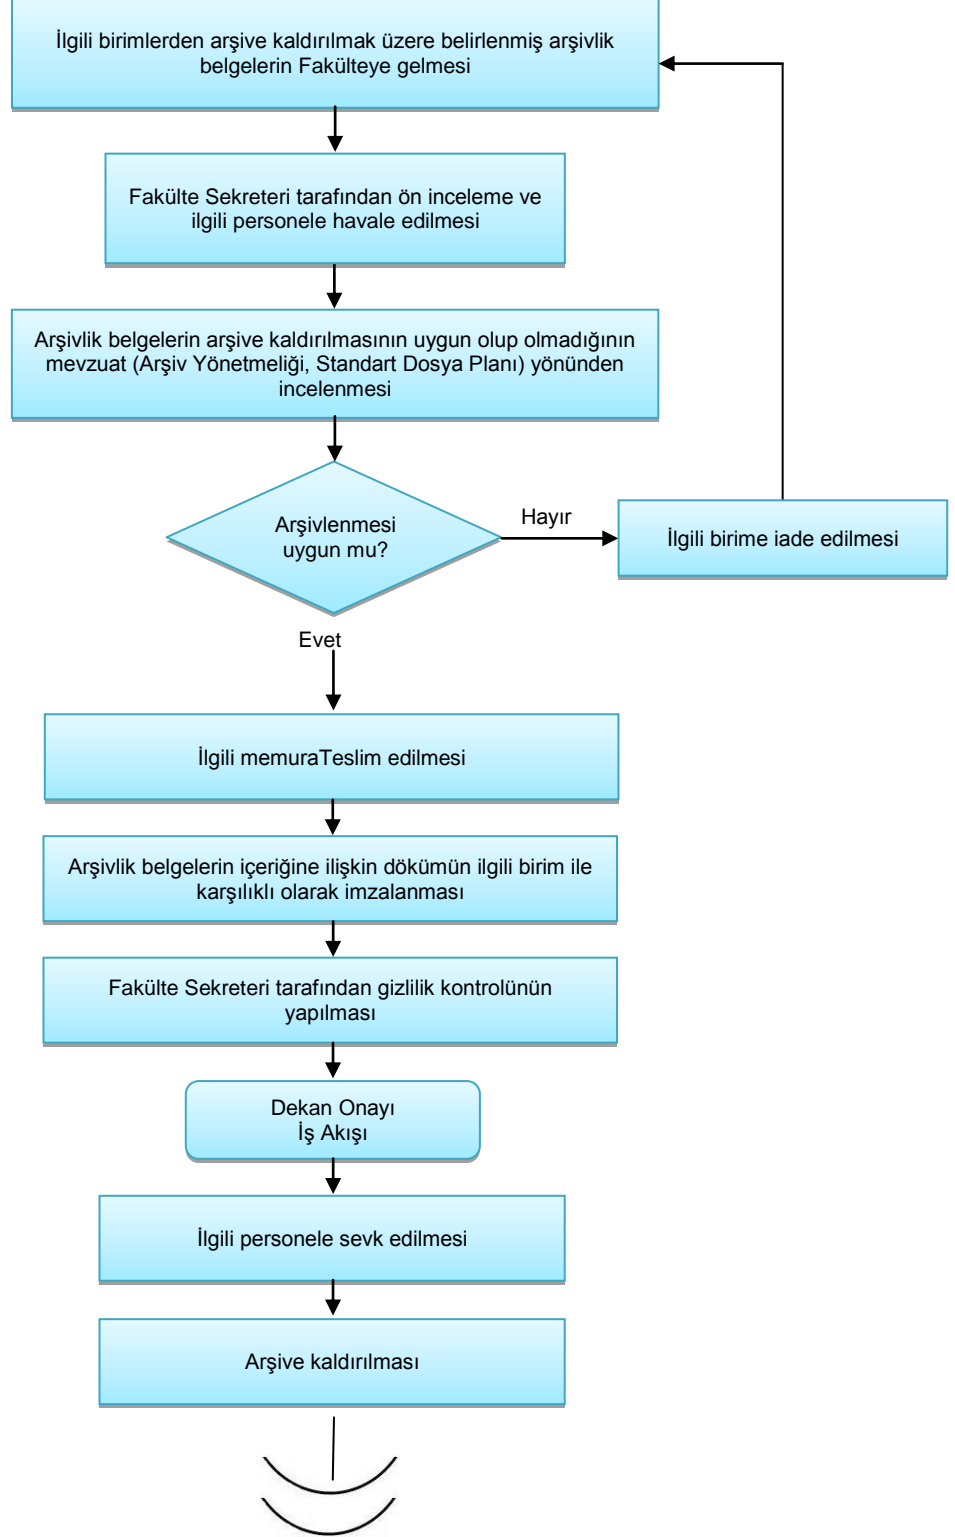 İlgili birimlerden arşive kaldırılmak üzere belirlenmiş arşivlik
belgelerin Fakülteye gelmesi
Fakülte Sekreteri tarafından ön inceleme ve
ilgili personele havale edilmesi
Arşivlik belgelerin arşive kaldırılmasının uygun olup olmadığının
mevzuat (Arşiv Yönetmeliği, Standart Dosya Planı) yönünden
incelenmesi
Arşivlenmesi
uygun mu?
Hayır
İlgili birime iade edilmesi
Evet
İlgili memuraTeslim edilmesi
Arşivlik belgelerin içeriğine ilişkin dökümün ilgili birim ile
karşılıklı olarak imzalanması
Fakülte Sekreteri tarafından gizlilik kontrolünün
yapılması
Dekan Onayı
İş Akışı
İlgili personele sevk edilmesi
Arşive kaldırılması